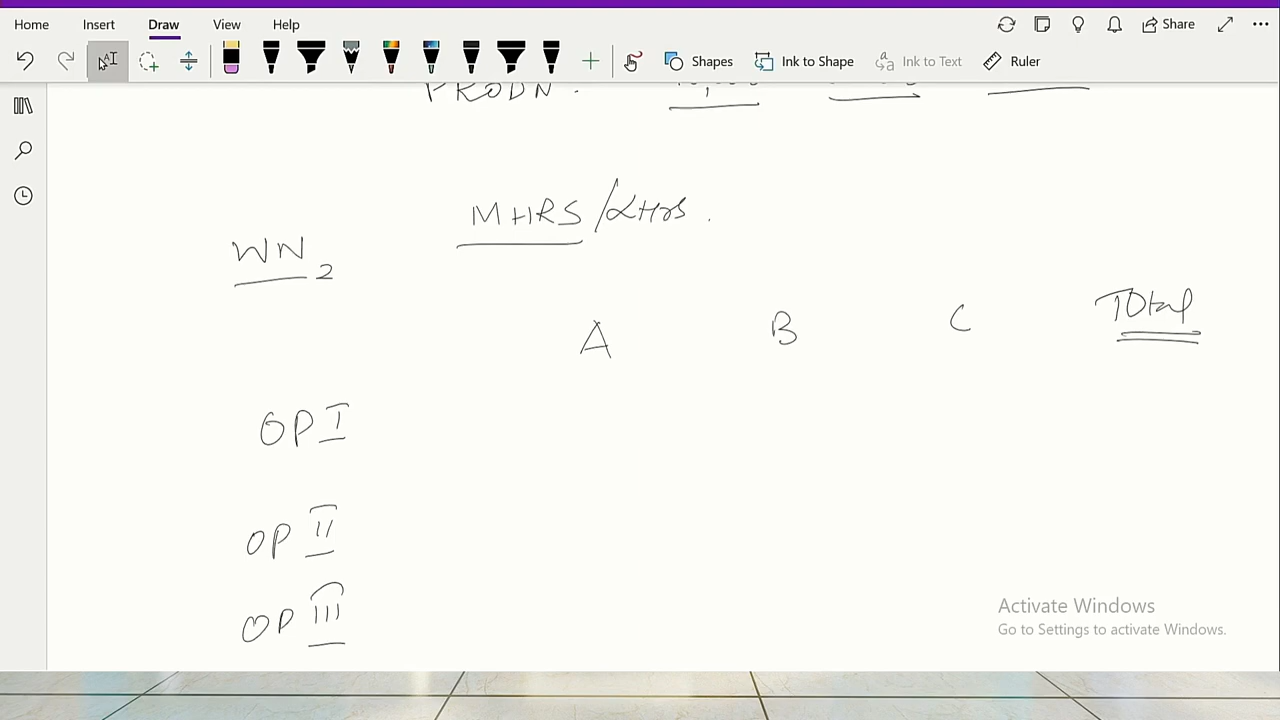 Home Insert Draw View Help Share
Shapes Ink to Shape Ink to Text Ruler
PRODN.
MHRS/LHrs.
WN 2
A B C Total
OP I
OP II
OP III
Activate Windows
Go to Settings to activate Windows.